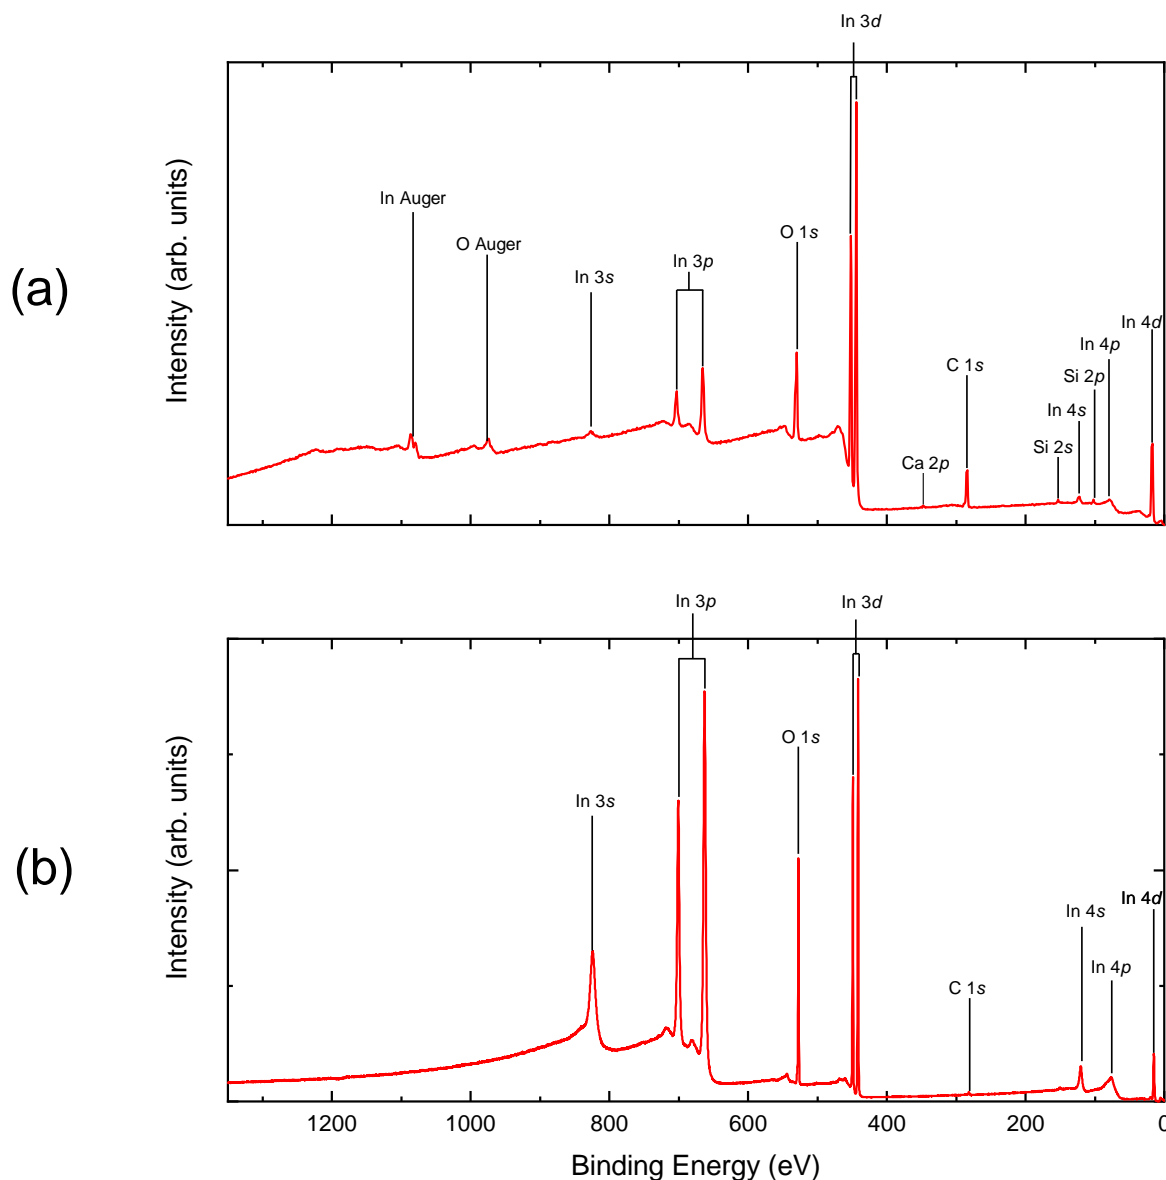 (a)
Intensity (arb. units)
In Auger
O Auger
In 3s
In 3p
O 1s
In 3d
Ca 2p
C 1s
Si 2s
In 4s
Si 2p
In 4p
In 4d
(b)
Intensity (arb. units)
In 3s
In 3p
O 1s
In 3d
C 1s
In 4s
In 4p
In 4d
1200 1000 800 600 400 200 0
Binding Energy (eV)